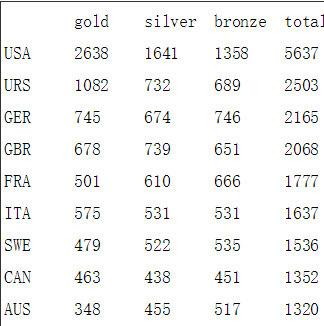 gold silver bronze total
USA 2638 1641 1358 5637
URS 1082 732 689 2503
GER 745 674 746 2165
GBR 678 739 651 2068
FRA 501 610 666 1777
ITA 575 531 531 1637
SWE 479 522 535 1536
CAN 463 438 451 1352
AUS 348 455 517 1320